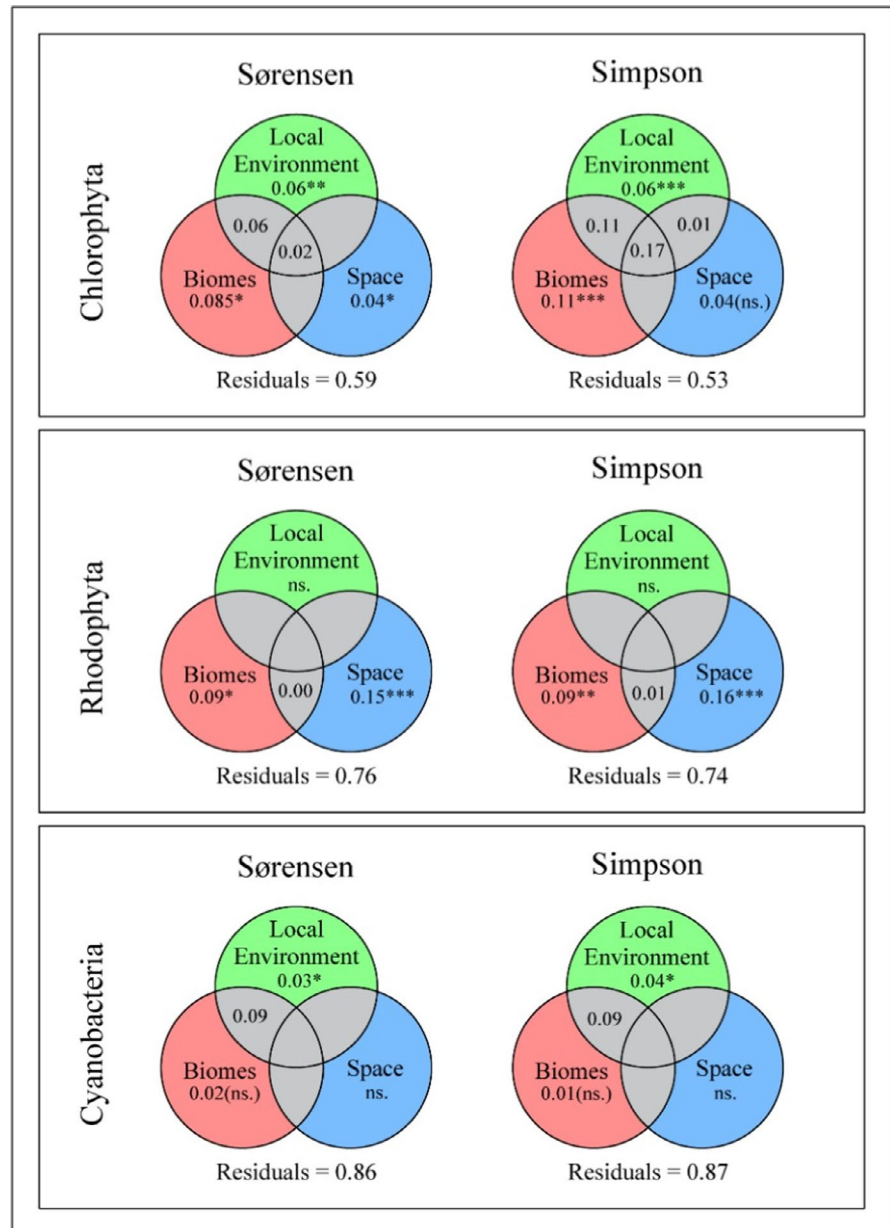 Chlorophyta
Sørensen
Local
Environment
0.06**
0.06
0.02
Biomes
0.085*
Space
0.04*
Residuals = 0.59
Simpson
Local
Environment
0.06***
0.11
0.01
0.17
Biomes
0.11***
Space
0.04(ns.)
Residuals = 0.53
Rhodophyta
Sørensen
Local
Environment
ns.
Biomes
0.09*
0.00
Space
0.15***
Residuals = 0.76
Simpson
Local
Environment
ns.
Biomes
0.09**
0.01
Space
0.16***
Residuals = 0.74
Cyanobacteria
Sørensen
Local
Environment
0.03*
0.09
Biomes
0.02(ns.)
Space
ns.
Residuals = 0.86
Simpson
Local
Environment
0.04*
0.09
Biomes
0.01(ns.)
Space
ns.
Residuals = 0.87